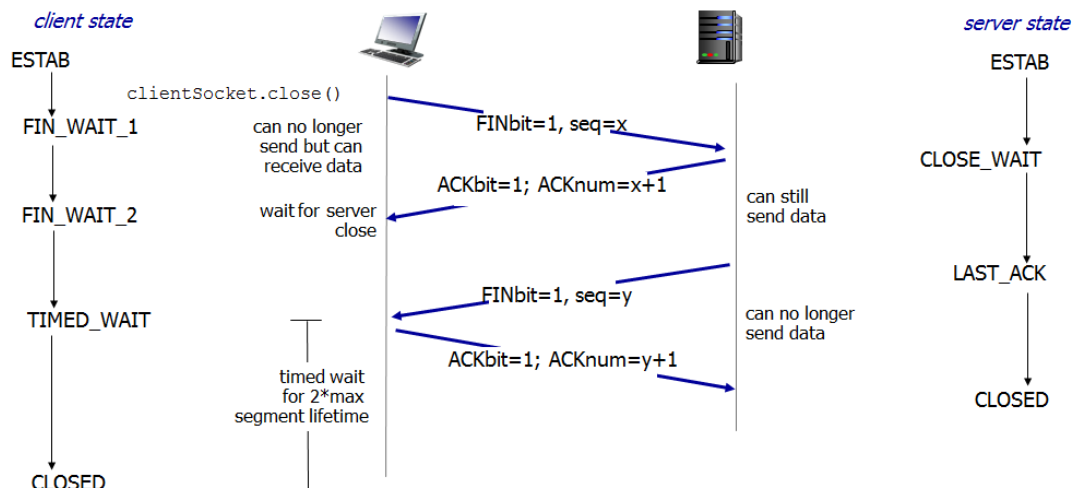 client state
server state
ESTAB
ESTAB
clientSocket.close()
FIN_WAIT_1
can no longer
send but can
receive data
FINbit=1, seq=x
CLOSE_WAIT
ACKbit=1; ACKnum=x+1
FIN_WAIT_2
wait for server
close
can still
send data
LAST_ACK
FINbit=1, seq=y
TIMED_WAIT
can no longer
send data
ACKbit=1; ACKnum=y+1
timed wait
for 2*max
segment lifetime
CLOSED
CLOSED